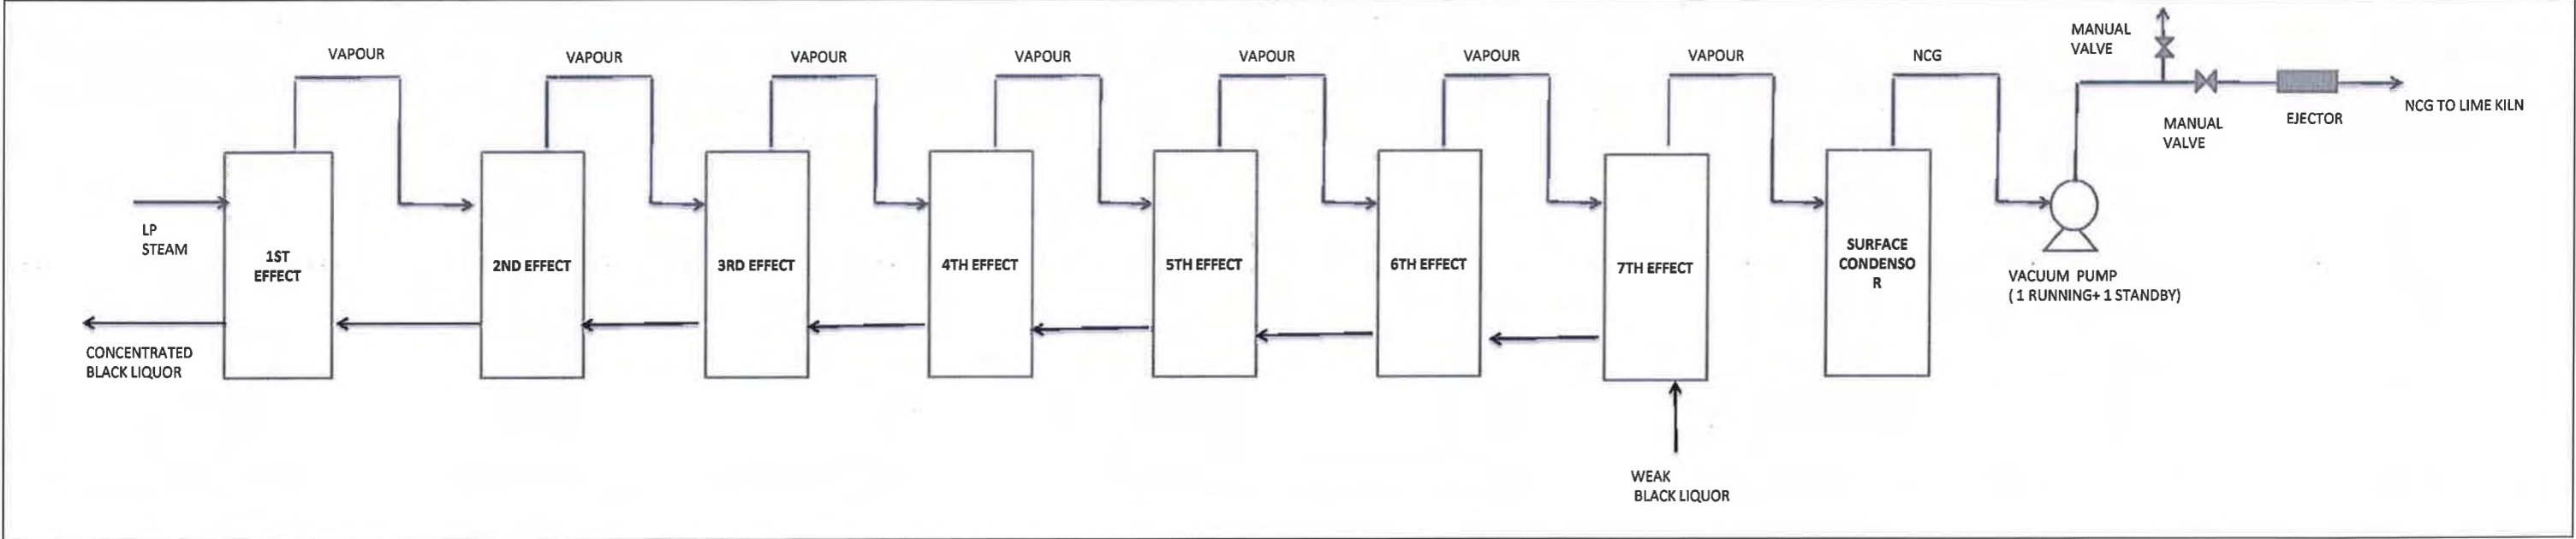 VAPOUR
VAPOUR
VAPOUR
VAPOUR
VAPOUR
VAPOUR
VAPOUR
NCG
MANUAL
VALVE
NCG TO LIME KILN
MANUAL
VALVE
EJECTOR
LP
STEAM
1ST
EFFECT
2ND EFFECT
3RD EFFECT
4TH EFFECT
5TH EFFECT
6TH EFFECT
7TH EFFECT
SURFACE
CONDENSO
R
VACUUM PUMP
( 1 RUNNING+ 1 STANDBY)
CONCENTRATED
BLACK LIQUOR
WEAK
BLACK LIQUOR